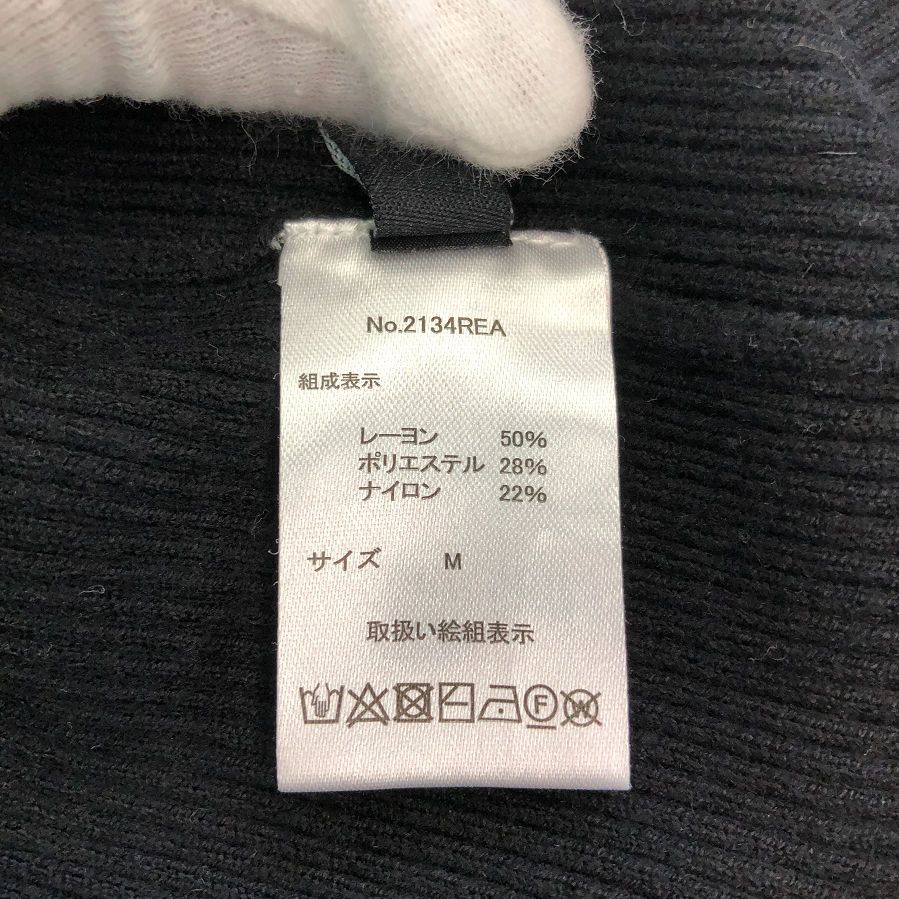 No.2134REA
組成表示
レーヨン 50%
ポリエステル 28%
ナイロン 22%
サイズ M
取扱い絵組表示
F W